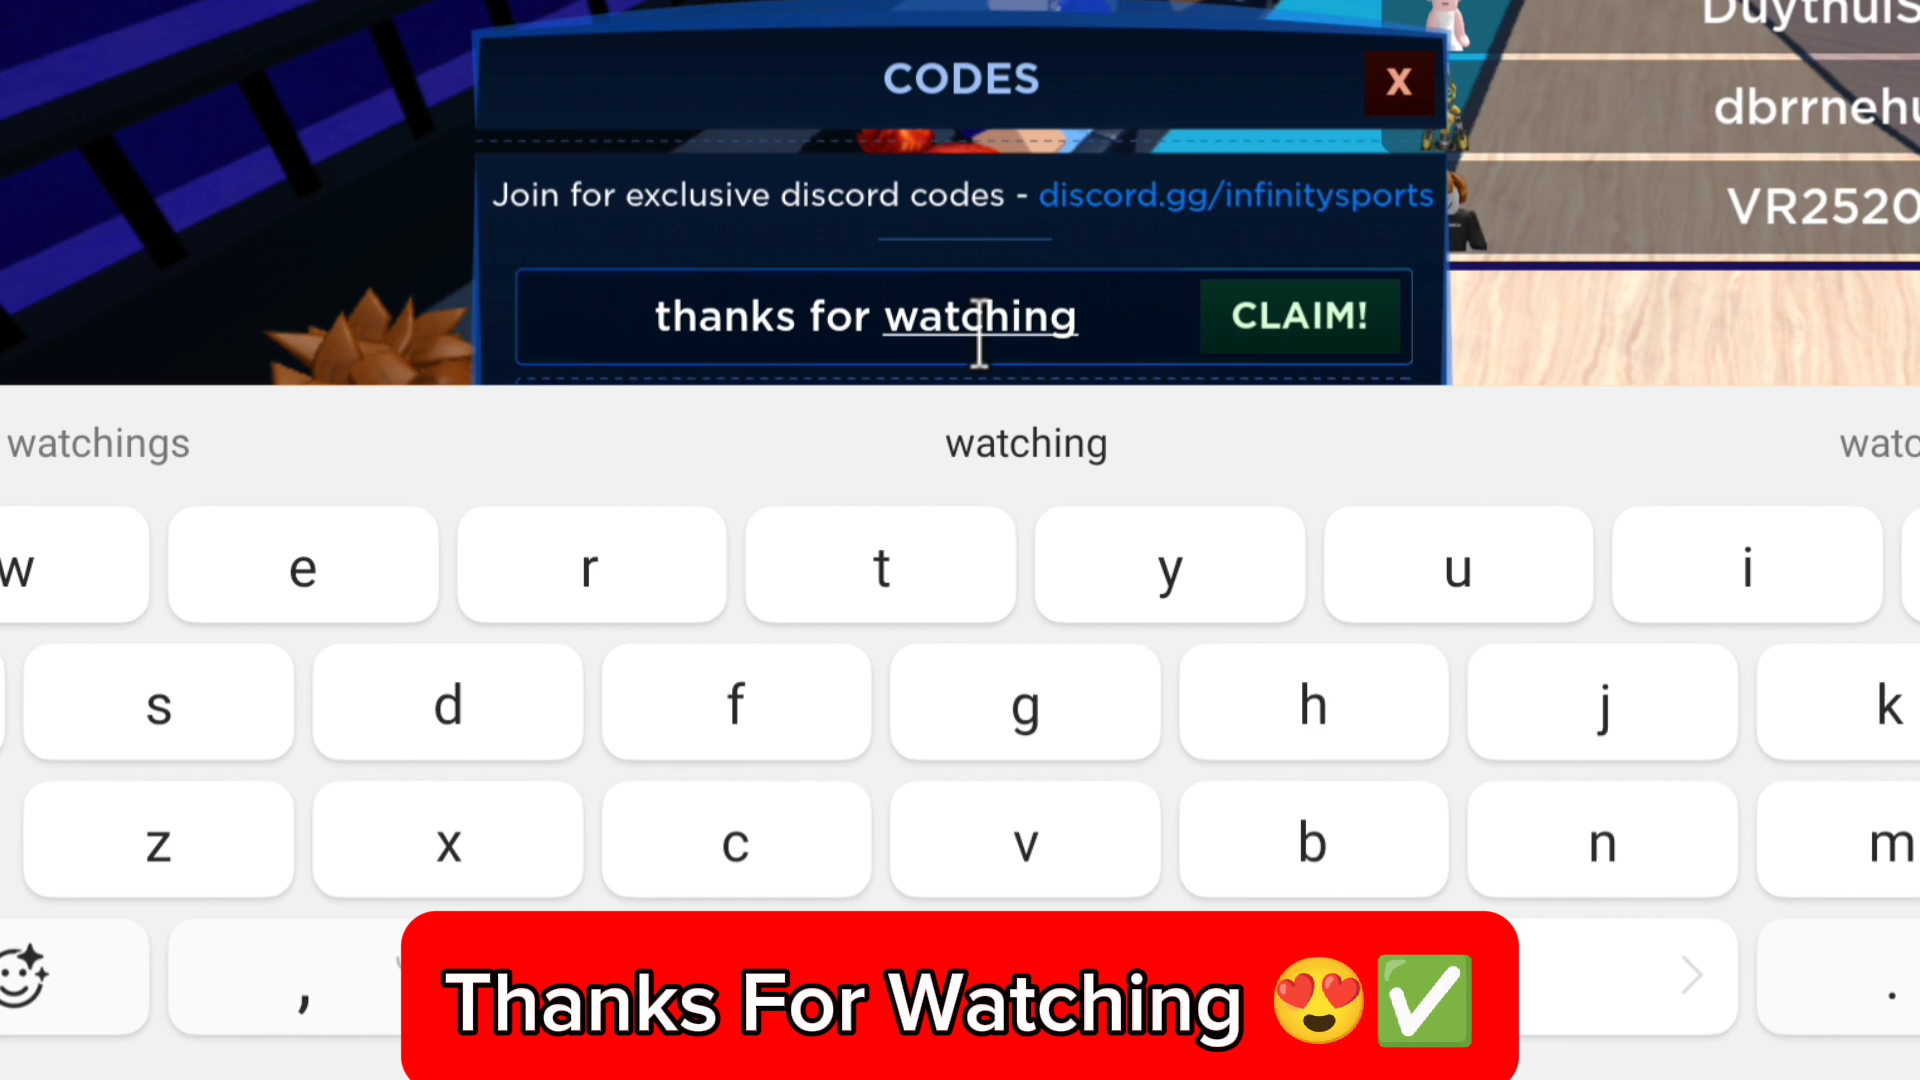 CODES
X
Join for exclusive discord codes - discord.gg/infinitysports
thanks for watching
CLAIM!
dbrrnehu
VR2520
watchings
watching
watc
w e r t y u i
s d f g h j k
z x c v b n m
, .
Thanks For Watching 😍✅